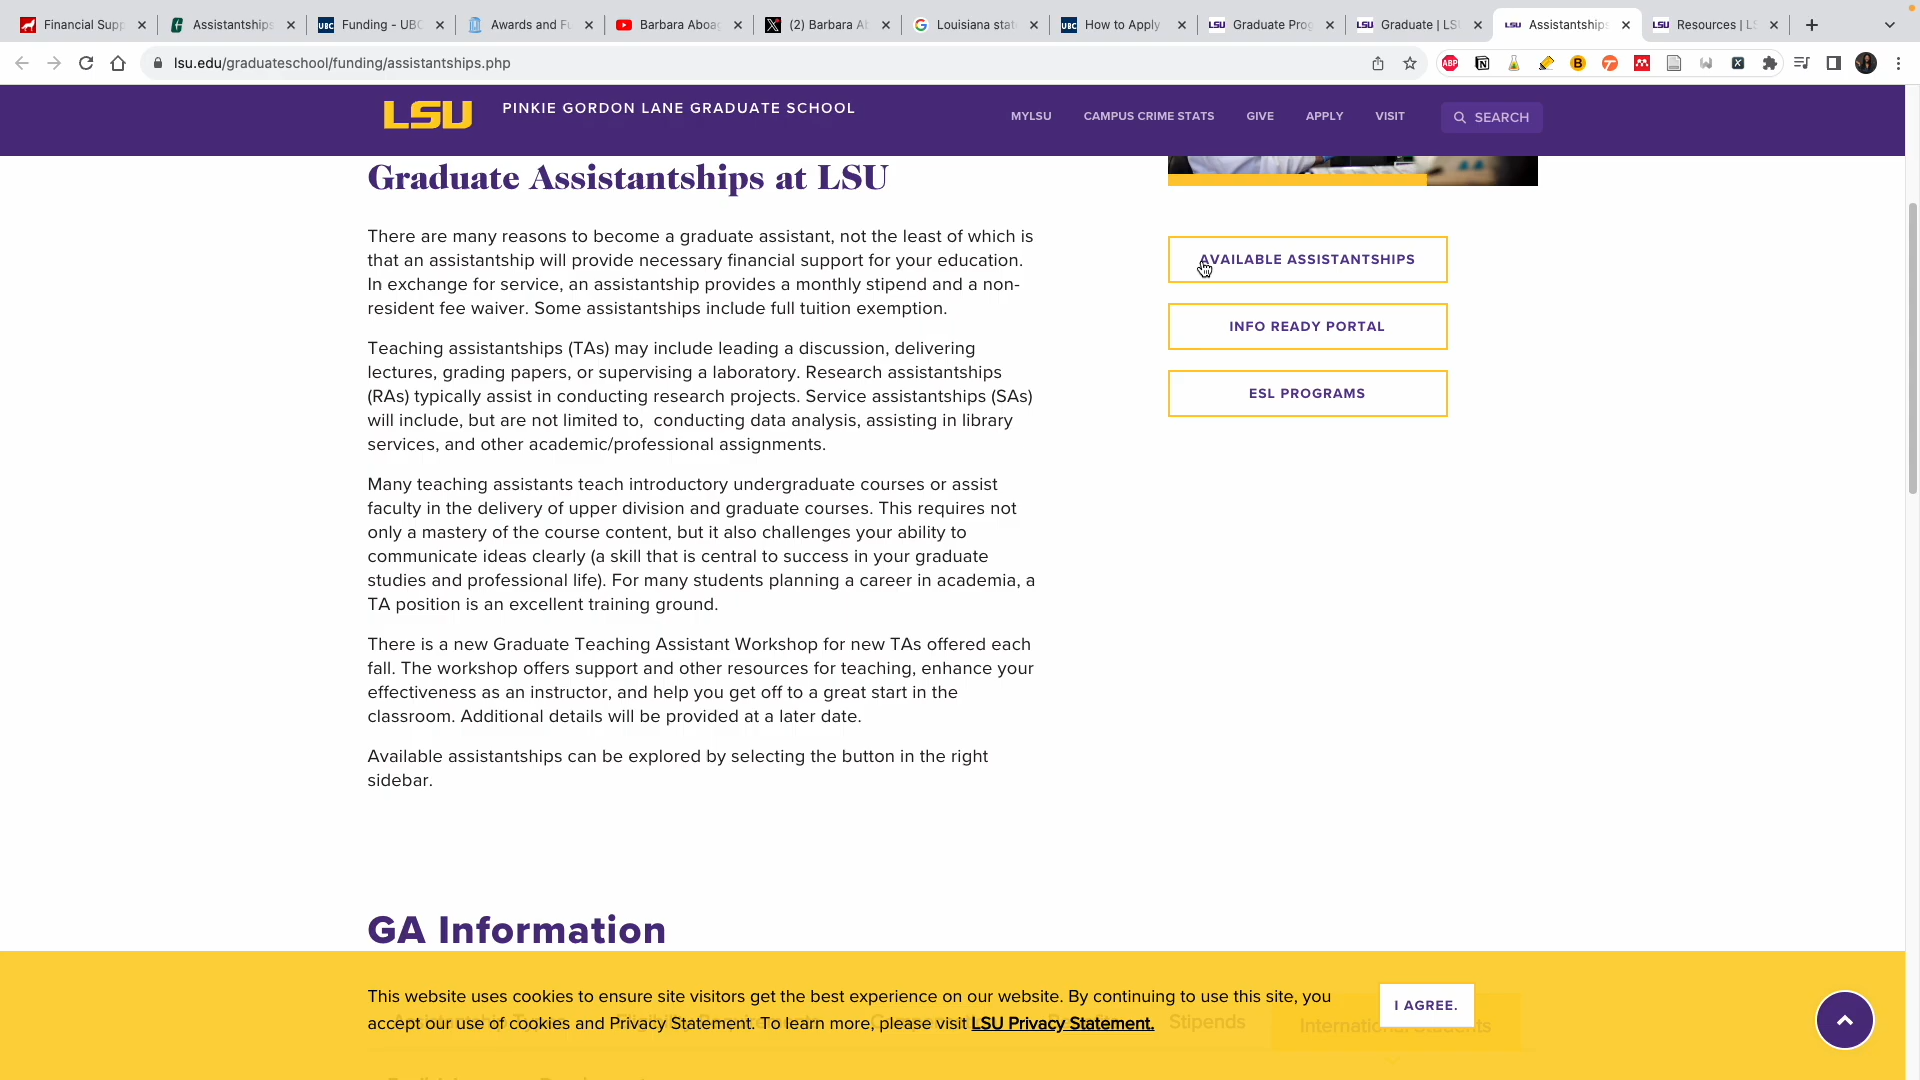 Financial Supp
Assistantships
UBC Funding - UBC
Awards and Fu
Barbara Aboag
(2) Barbara Ab
Louisiana stat
UBC How to Apply
LSU Graduate Prog
LSU Graduate | LS
LSU Assistantships
LSU Resources | LS
lsu.edu/graduateschool/funding/assistantships.php
ABP
LSU
PINKIE GORDON LANE GRADUATE SCHOOL
MYLSU
CAMPUS CRIME STATS
GIVE
APPLY
VISIT
SEARCH
Graduate Assistantships at LSU
There are many reasons to become a graduate assistant, not the least of which is
that an assistantship will provide necessary financial support for your education.
In exchange for service, an assistantship provides a monthly stipend and a non-
resident fee waiver. Some assistantships include full tuition exemption.
Teaching assistantships (TAs) may include leading a discussion, delivering
lectures, grading papers, or supervising a laboratory. Research assistantships
(RAs) typically assist in conducting research projects. Service assistantships (SAs)
will include, but are not limited to, conducting data analysis, assisting in library
services, and other academic/professional assignments.
Many teaching assistants teach introductory undergraduate courses or assist
faculty in the delivery of upper division and graduate courses. This requires not
only a mastery of the course content, but it also challenges your ability to
communicate ideas clearly (a skill that is central to success in your graduate
studies and professional life). For many students planning a career in academia, a
TA position is an excellent training ground.
There is a new Graduate Teaching Assistant Workshop for new TAs offered each
fall. The workshop offers support and other resources for teaching, enhance your
effectiveness as an instructor, and help you get off to a great start in the
classroom. Additional details will be provided at a later date.
Available assistantships can be explored by selecting the button in the right
sidebar.
AVAILABLE ASSISTANTSHIPS
INFO READY PORTAL
ESL PROGRAMS
GA Information
This website uses cookies to ensure site visitors get the best experience on our website. By continuing to use this site, you
accept our use of cookies and Privacy Statement. To learn more, please visit LSU Privacy Statement.
I AGREE.
Stipends
International Students